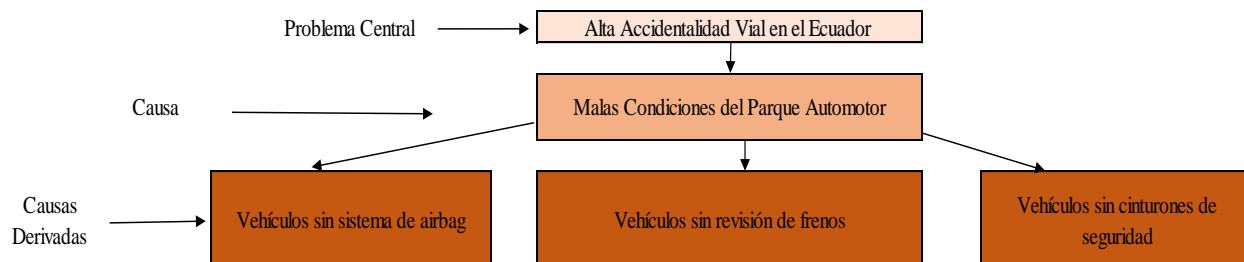 Problema Central
Alta Accidentalidad Vial en el Ecuador
Causa
Malas Condiciones del Parque Automotor
Causas
Derivadas
Vehículos sin sistema de airbag
Vehículos sin revisión de frenos
Vehículos sin cinturones de
seguridad